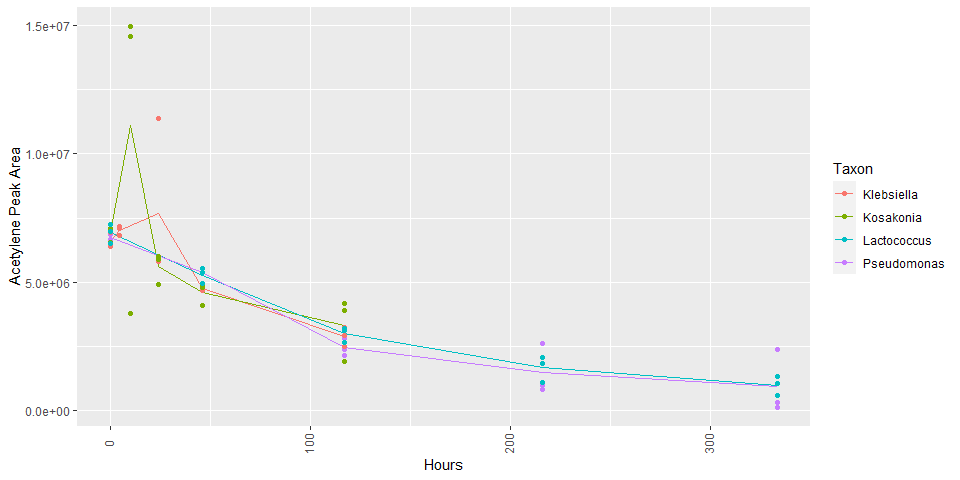 Acetylene Peak Area
1.5e+07
1.0e+07
5.0e+06
0.0e+00
0
100
200
300
Hours
Taxon
Klebsiella
Kosakonia
Lactococcus
Pseudomonas